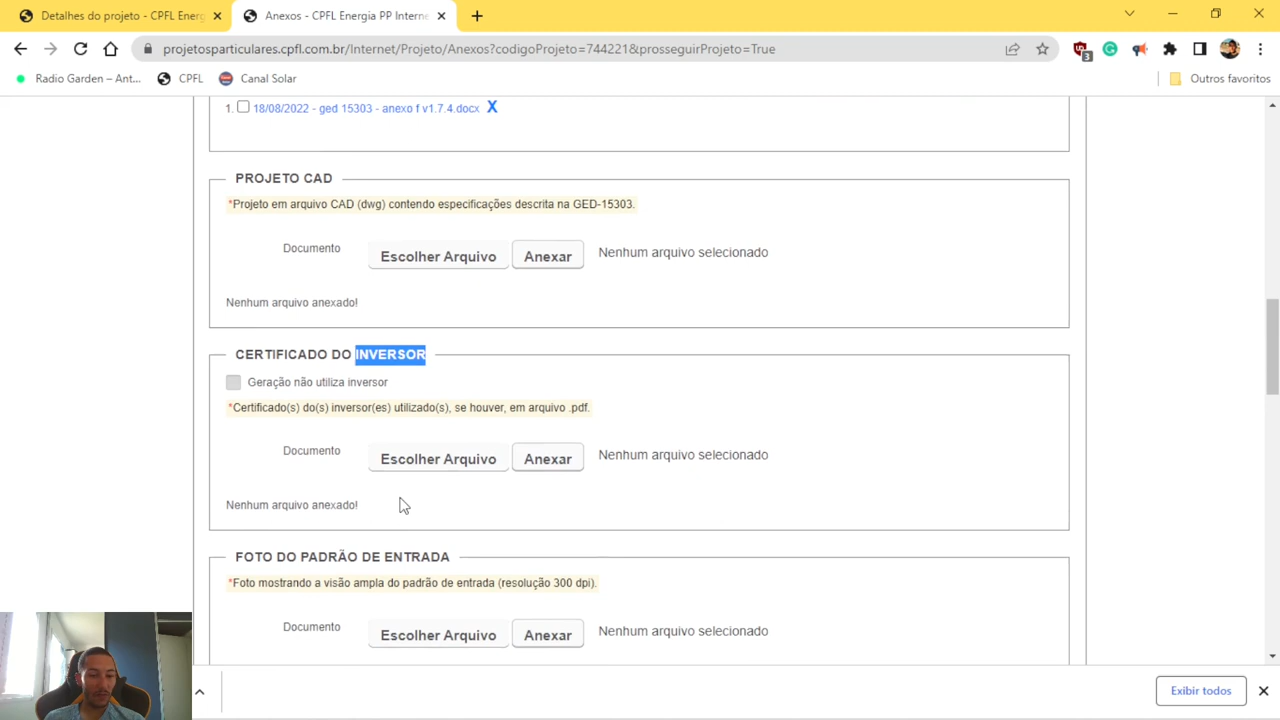 Detalhes do projeto - CPFL Energ
Anexos - CPFL Energia PP Interne
projetosparticulares.cpfl.com.br/Internet/Projeto/Anexos?codigoProjeto=744221&prosseguirProjeto=True
3
Radio Garden – Ant...
CPFL
Canal Solar
Outros favoritos
1. 18/08/2022 - ged 15303 - anexo f v1.7.4.docx X
PROJETO CAD
*Projeto em arquivo CAD (dwg) contendo especificações descrita na GED-15303.
Documento Escolher Arquivo Anexar Nenhum arquivo selecionado
Nenhum arquivo anexado!
CERTIFICADO DO INVERSOR
Geração não utiliza inversor
*Certificado(s) do(s) inversor(es) utilizado(s), se houver, em arquivo .pdf.
Documento Escolher Arquivo Anexar Nenhum arquivo selecionado
Nenhum arquivo anexado!
FOTO DO PADRÃO DE ENTRADA
*Foto mostrando a visão ampla do padrão de entrada (resolução 300 dpi).
Documento Escolher Arquivo Anexar Nenhum arquivo selecionado
Exibir todos